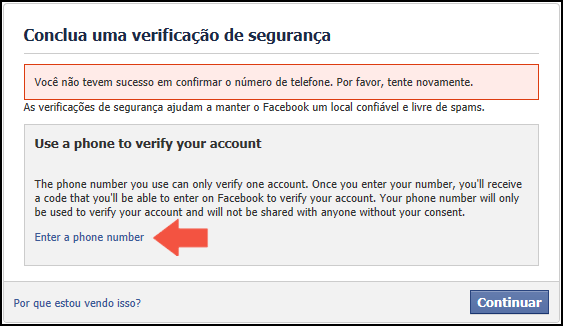 Conclua uma verificação de segurança
Você não tevem sucesso em confirmar o número de telefone. Por favor, tente novamente.
As verificações de segurança ajudam a manter o Facebook um local confiável e livre de spams.
Use a phone to verify your account
The phone number you use can only verify one account. Once you enter your number, you'll receive
a code that you'll be able to enter on Facebook to verify your account. Your phone number will only
be used to verify your account and will not be shared with anyone without your consent.
Enter a phone number
Por que estou vendo isso?
Continuar